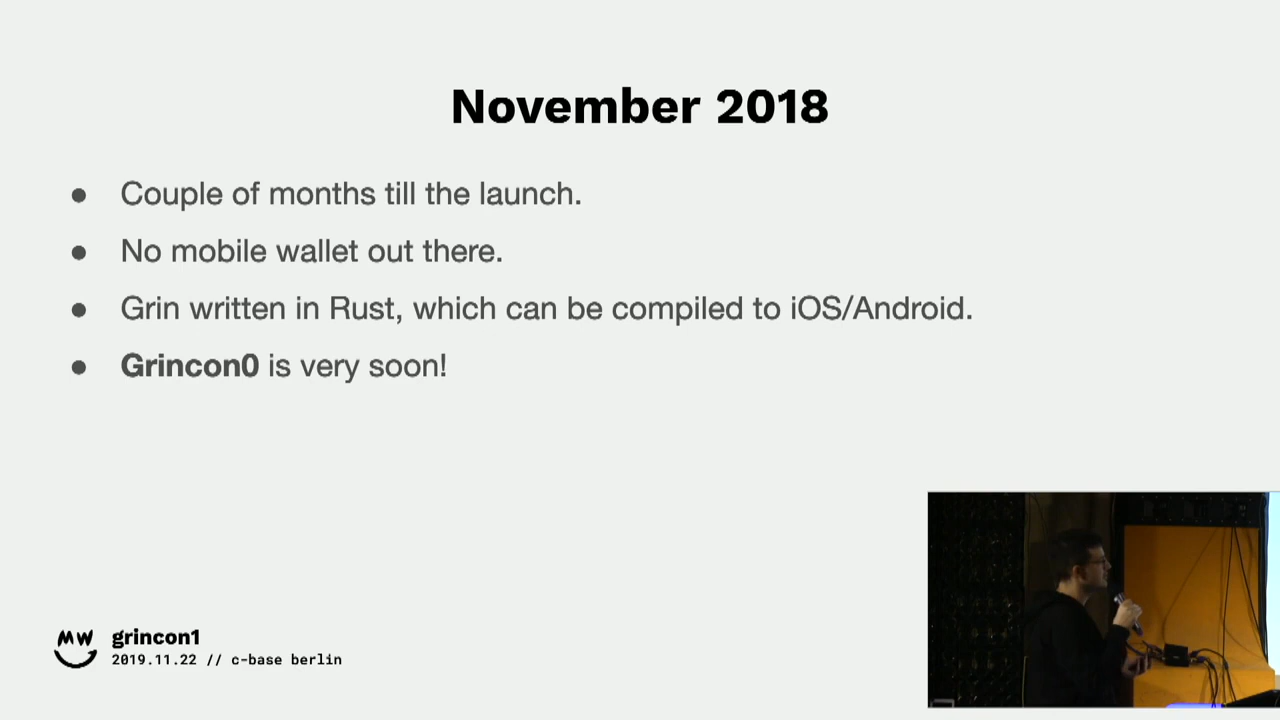 November 2018
● Couple of months till the launch.
● No mobile wallet out there.
● Grin written in Rust, which can be compiled to iOS/Android.
● Grincon0 is very soon!
MW grincon1
2019.11.22 // c-base berlin